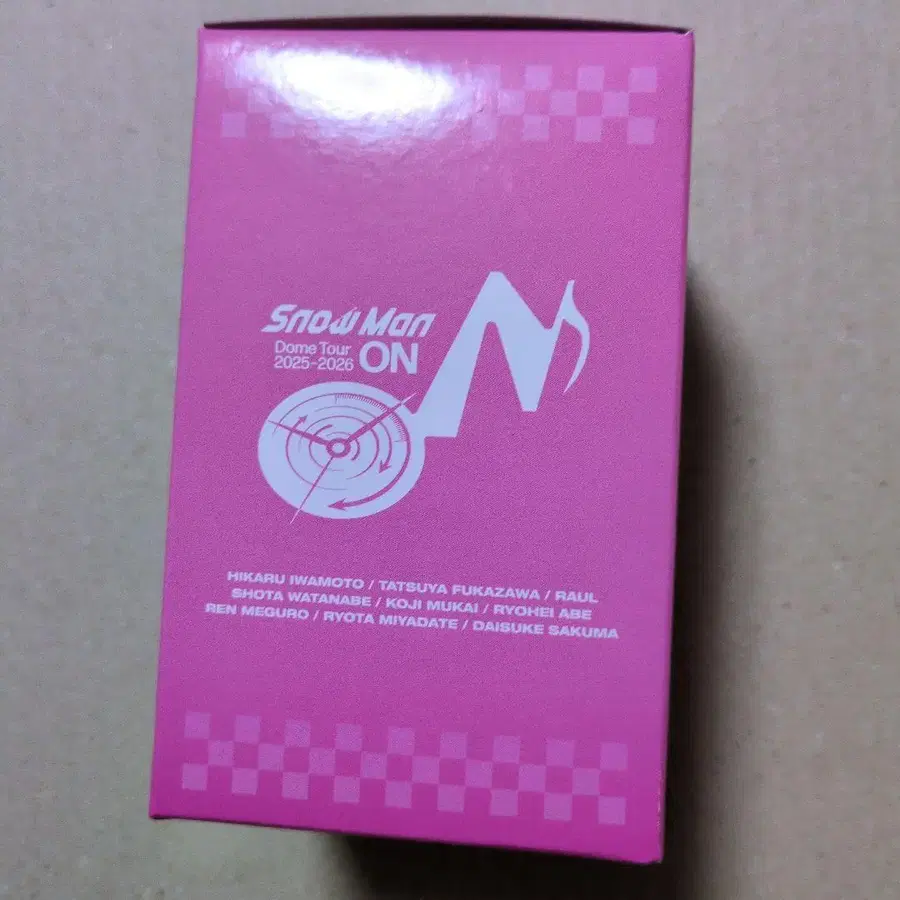 Snow Man
Dome Tour
2025-2026 ON
HIKARU IWAMOTO / TATSUYA FUKAZAWA / RAUL
SHOTA WATANABE / KOJI MUKAI / RYOHEI ABE
REN MEGURO / RYOTA MIYADATE / DAISUKE SAKUMA